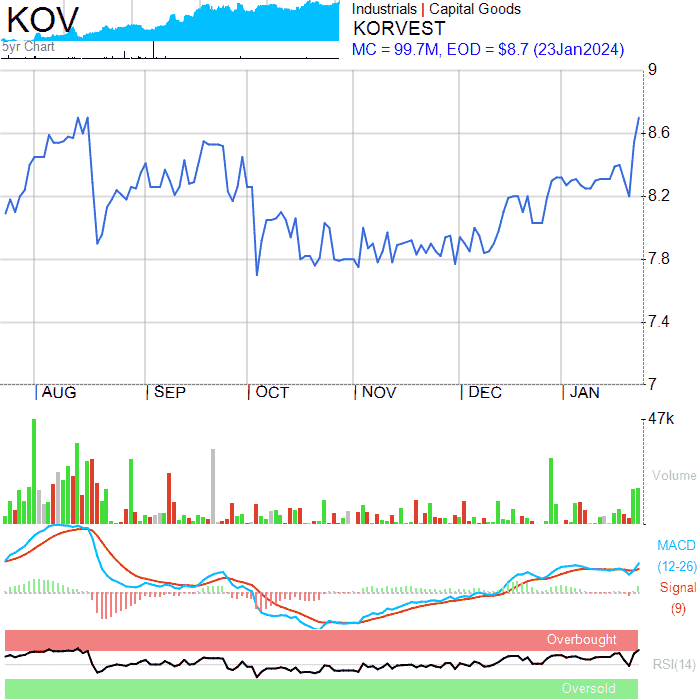 KOV
5yr Chart
Industrials | Capital Goods
KORVEST
MC = 99.7M, EOD = $8.7 (23Jan2024)
9
8.6
8.2
7.8
7.4
7
| AUG | SEP | OCT | NOV | DEC | JAN
47k
Volume
MACD
(12-26)
Signal
(9)
Overbought
RSI(14)
Oversold